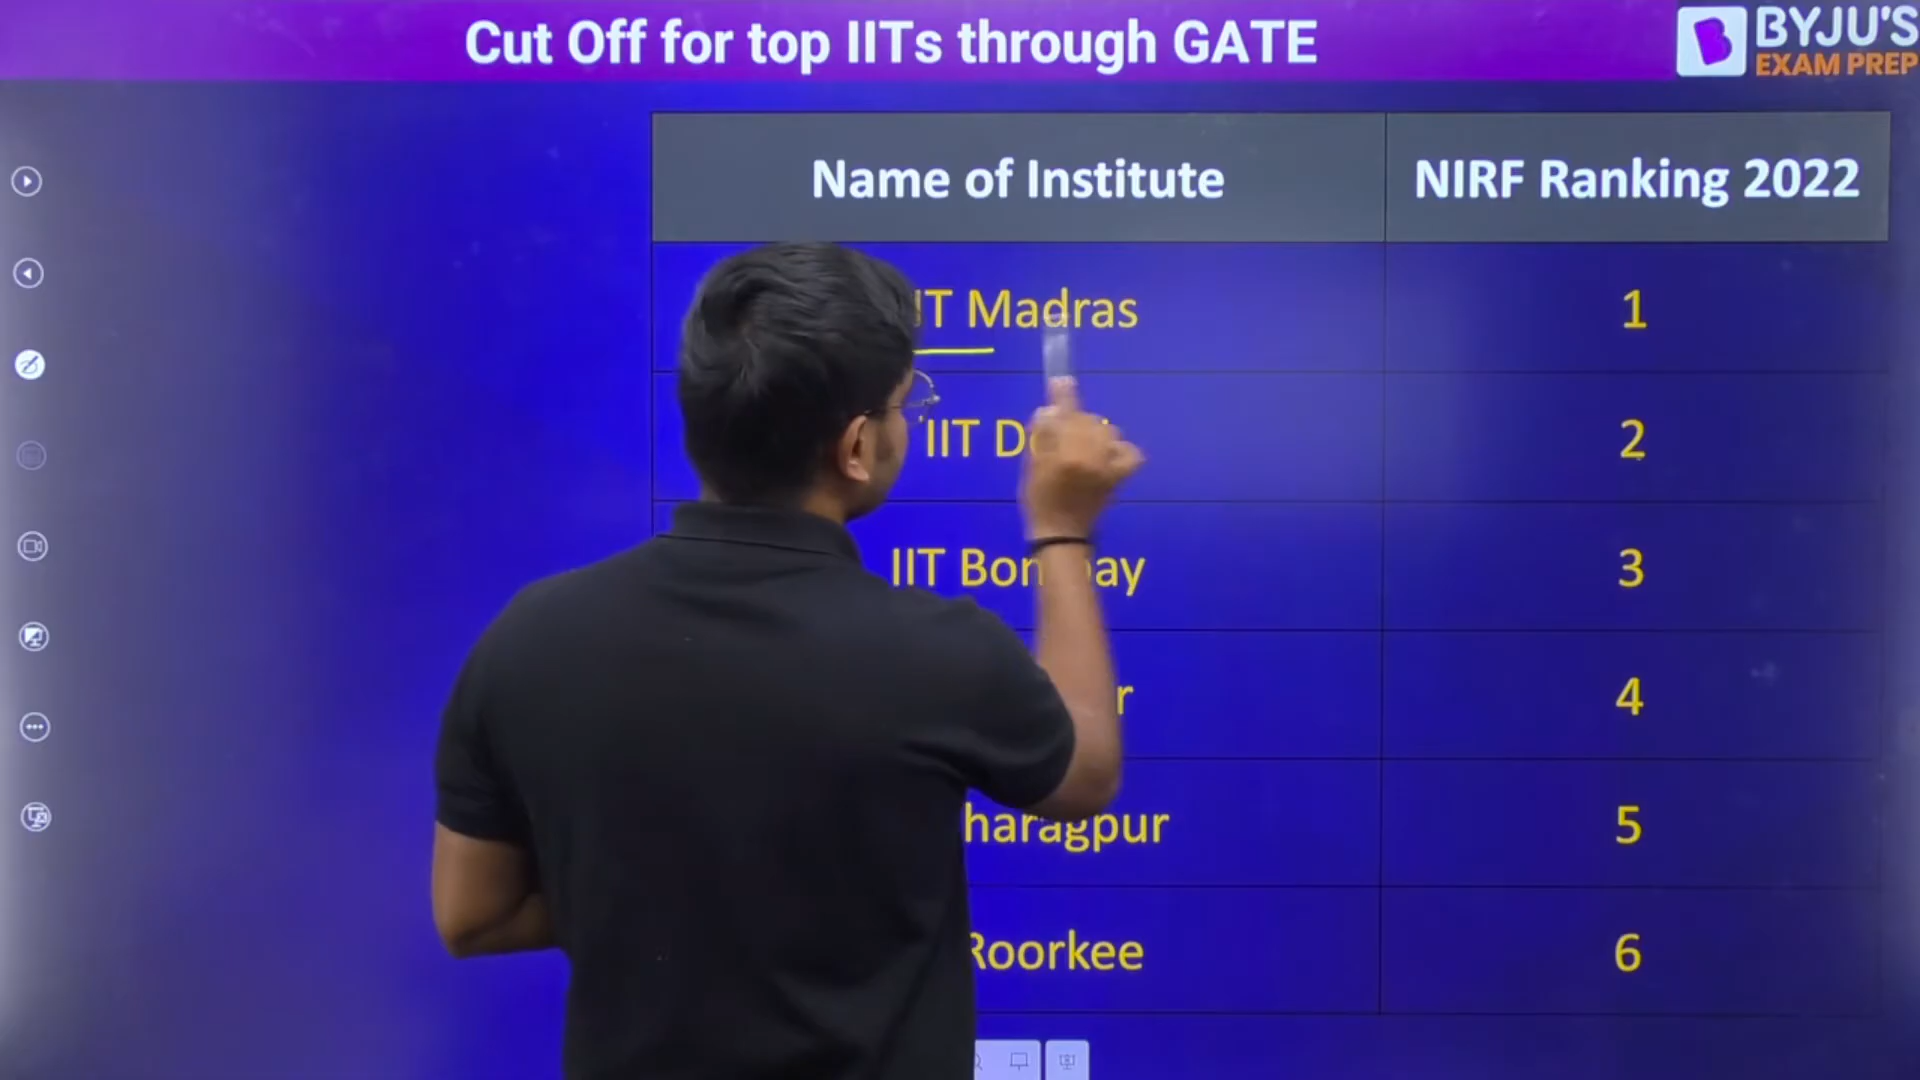 Cut Off for top IITs through GATE
BYJU'S
EXAM PREP
Name of Institute NIRF Ranking 2022
IIT Madras 1
IIT 2
IIT Bombay 3
4
haragpur 5
Roorkee 6